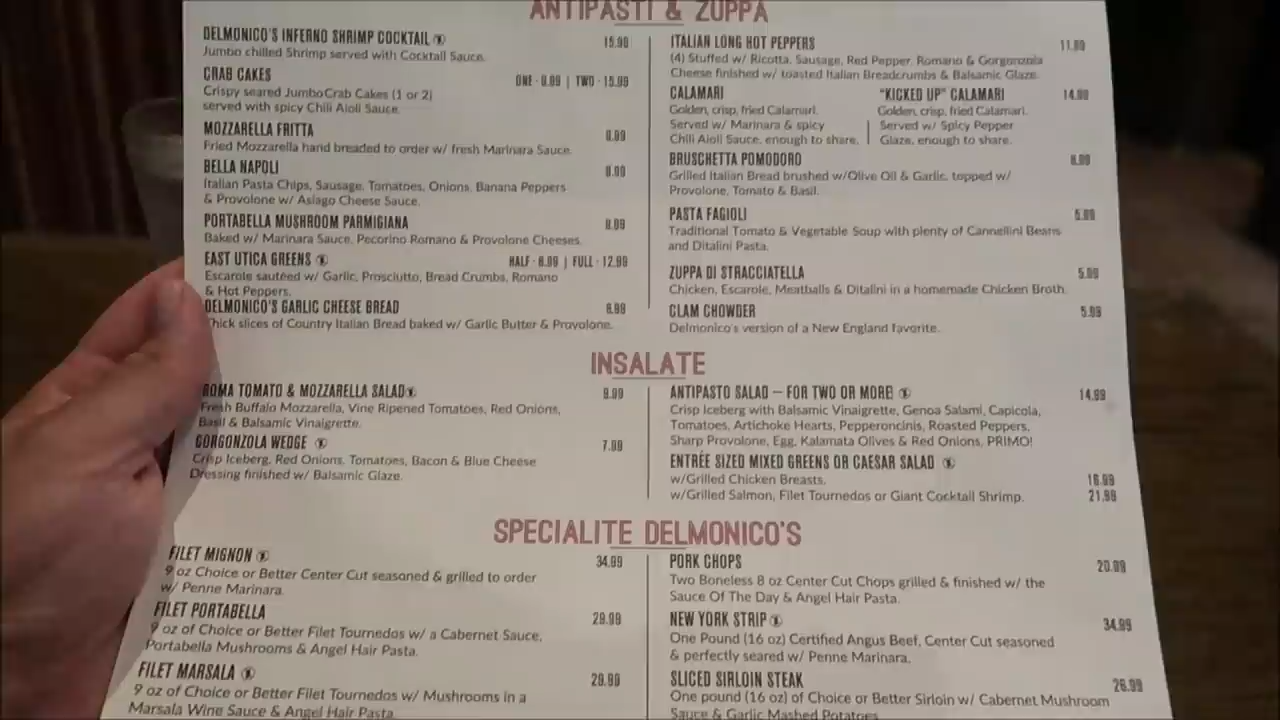 ANTIPASTI & ZUPPA
DELMONICO'S INFERNO SHRIMP COCKTAIL 15.99
Jumbo chilled Shrimp served with Cocktail Sauce.
CRAB CAKES ONE · 9.99 | TWO · 15.99
Crispy seared JumboCrab Cakes (1 or 2)
served with spicy Chili Aioli Sauce.
MOZZARELLA FRITTA
Fried Mozzarella hand breaded to order w/ fresh Marinara Sauce.
BELLA NAPOLI
Italian Pasta Chips, Sausage, Tomatoes, Onions, Banana Peppers
& Provolone w/ Asiago Cheese Sauce.
PORTABELLA MUSHROOM PARMIGIANA
Baked w/ Marinara Sauce, Pecorino Romano & Provolone Cheeses.
EAST UTICA GREENS HALF · | FULL · 12.99
Escarole sautéed w/ Garlic, Prosciutto, Bread Crumbs, Romano
& Hot Peppers.
DELMONICO'S GARLIC CHEESE BREAD
Thick slices of Country Italian Bread baked w/ Garlic Butter & Provolone.
ITALIAN LONG HOT PEPPERS 11.99
(4) Stuffed w/ Ricotta, Sausage, Red Pepper, Romano & Gorgonzola
Cheese finished w/ toasted Italian Breadcrumbs & Balsamic Glaze.
CALAMARI
Golden, crisp, fried Calamari.
Served w/ Marinara & spicy
Chili Aioli Sauce, enough to share.
"KICKED UP" CALAMARI 14.99
Golden, crisp, fried Calamari.
Served w/ Spicy Pepper
Glaze, enough to share.
BRUSCHETTA POMODORO
Grilled Italian Bread brushed w/Olive Oil & Garlic, topped w/
Provolone, Tomato & Basil.
PASTA FAGIOLI 5.99
Traditional Tomato & Vegetable Soup with plenty of Cannellini Beans
and Ditalini Pasta.
ZUPPA DI STRACCIATELLA 5.99
Chicken, Escarole, Meatballs & Ditalini in a homemade Chicken Broth.
CLAM CHOWDER 5.99
Delmonico's version of a New England favorite.
INSALATE
ROMA TOMATO & MOZZARELLA SALAD 9.99
Fresh Buffalo Mozzarella, Vine Ripened Tomatoes, Red Onions,
Basil & Balsamic Vinaigrette.
GORGONZOLA WEDGE 7.99
Crisp Iceberg, Red Onions, Tomatoes, Bacon & Blue Cheese
Dressing finished w/ Balsamic Glaze.
ANTIPASTO SALAD — FOR TWO OR MORE! 14.99
Crisp Iceberg with Balsamic Vinaigrette, Genoa Salami, Capicola,
Tomatoes, Artichoke Hearts, Pepperoncinis, Roasted Peppers,
Sharp Provolone, Egg, Kalamata Olives & Red Onions, PRIMO!
ENTRÉE SIZED MIXED GREENS OR CAESAR SALAD
w/Grilled Chicken Breasts. 16.99
w/Grilled Salmon, Filet Tournedos or Giant Cocktail Shrimp. 21.99
SPECIALITE DELMONICO'S
FILET MIGNON 34.99
9 oz Choice or Better Center Cut seasoned & grilled to order
w/ Penne Marinara.
FILET PORTABELLA 29.99
9 oz of Choice or Better Filet Tournedos w/ a Cabernet Sauce,
Portabella Mushrooms & Angel Hair Pasta.
FILET MARSALA 29.99
9 oz of Choice or Better Filet Tournedos w/ Mushrooms in a
Marsala Wine Sauce & Angel Hair Pasta
PORK CHOPS 20.99
Two Boneless 8 oz Center Cut Chops grilled & finished w/ the
Sauce Of The Day & Angel Hair Pasta.
NEW YORK STRIP 34.99
One Pound (16 oz) Certified Angus Beef, Center Cut seasoned
& perfectly seared w/ Penne Marinara.
SLICED SIRLOIN STEAK 26.99
One pound (16 oz) of Choice or Better Sirloin w/ Cabernet Mushroom
Sauce & Garlic Mashed Potatoes